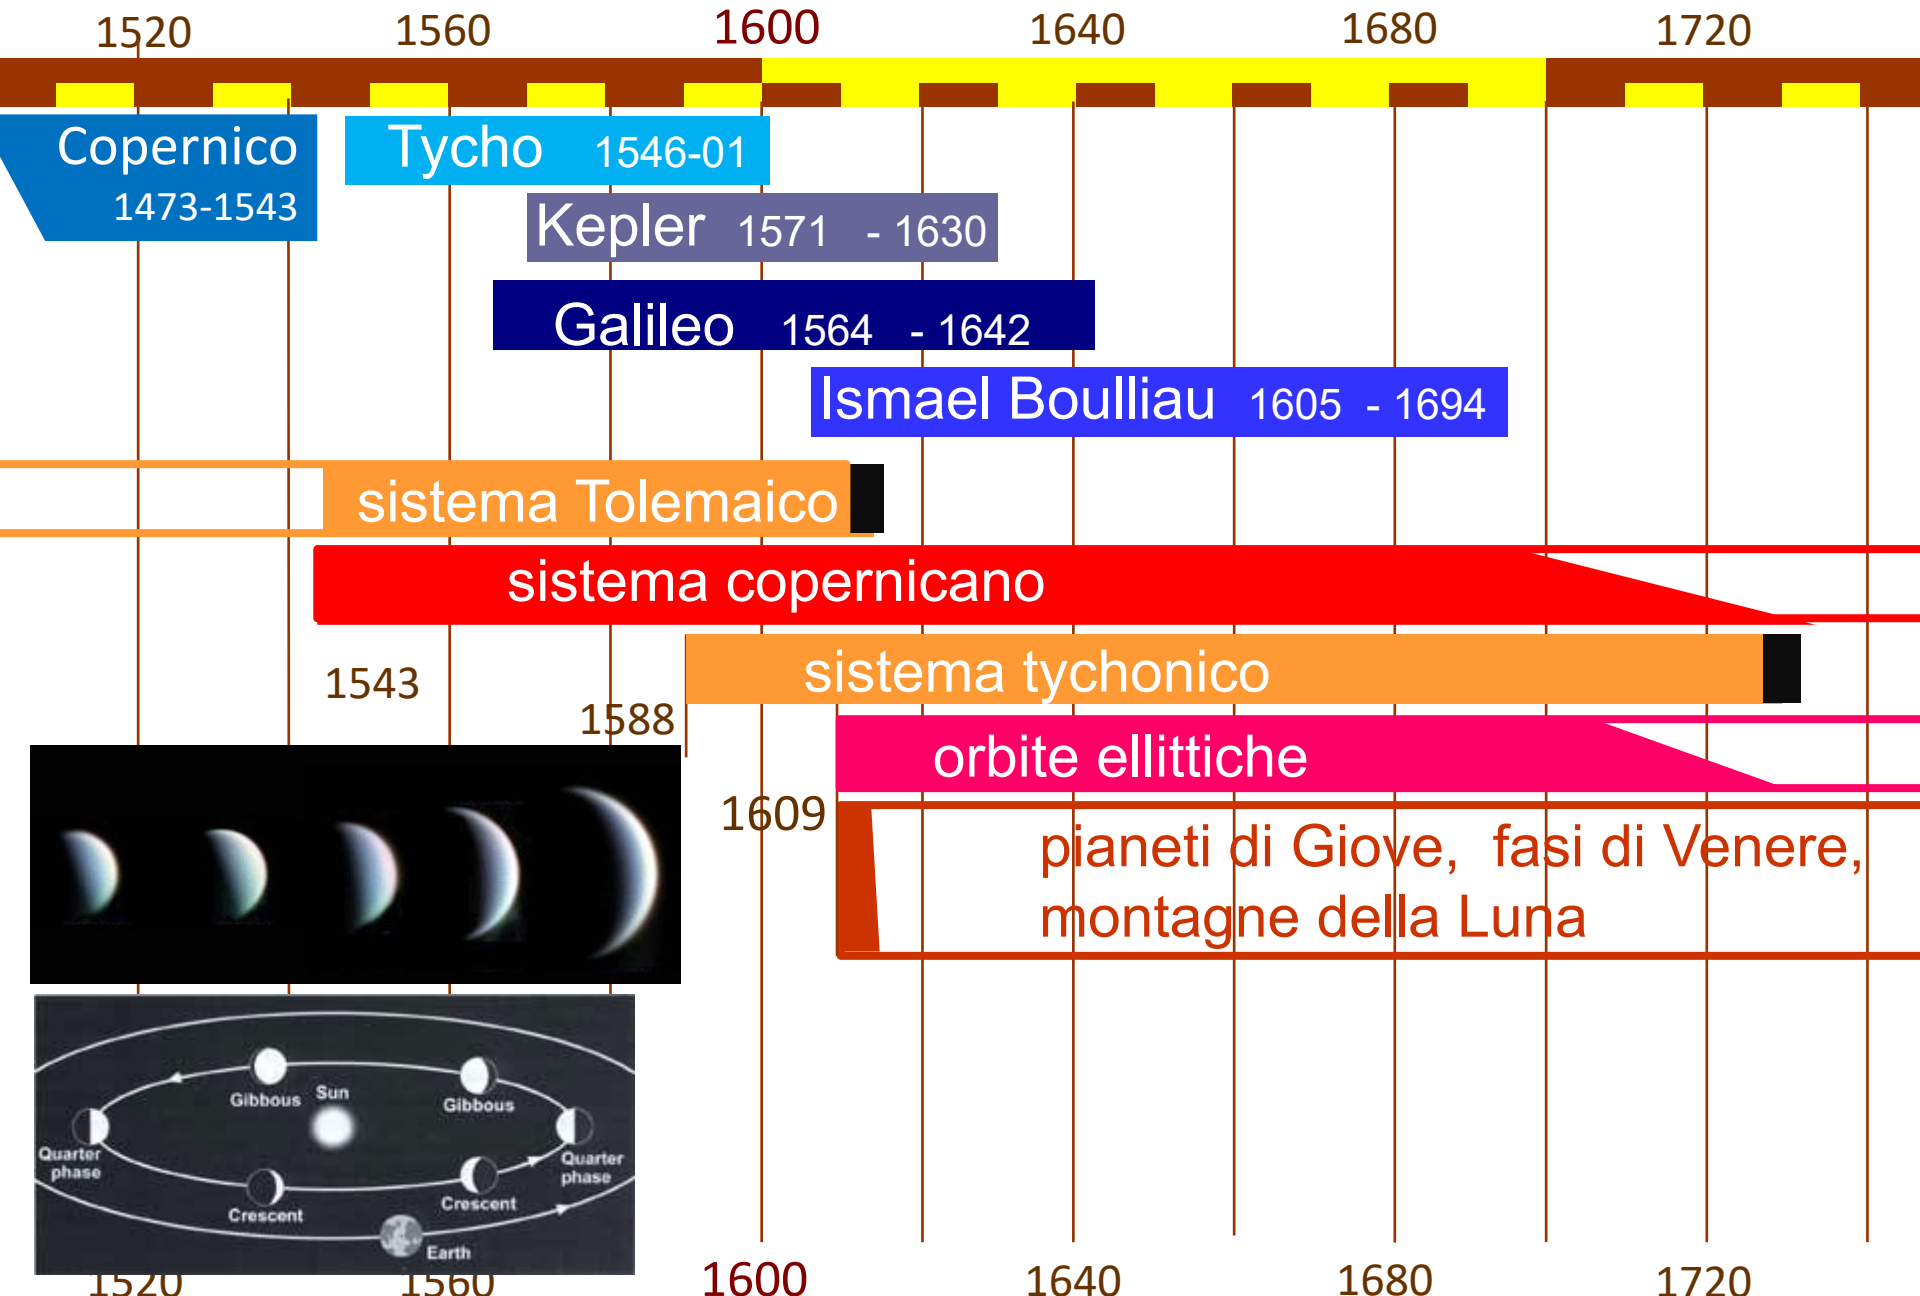 1520 1560 1600 1640 1680 1720
Copernico
1473-1543
Tycho 1546-01
Kepler 1571 - 1630
Galileo 1564 - 1642
Ismael Boulliau 1605 - 1694
sistema Tolemaico
sistema copernicano
sistema tychonico
1543
1588
orbite ellittiche
1609
pianeti di Giove, fasi di Venere,
montagne della Luna
Gibbous
Sun
Gibbous
Quarter
phase
Quarter
phase
Crescent
Crescent
Earth
1520 1560 1600 1640 1680 1720